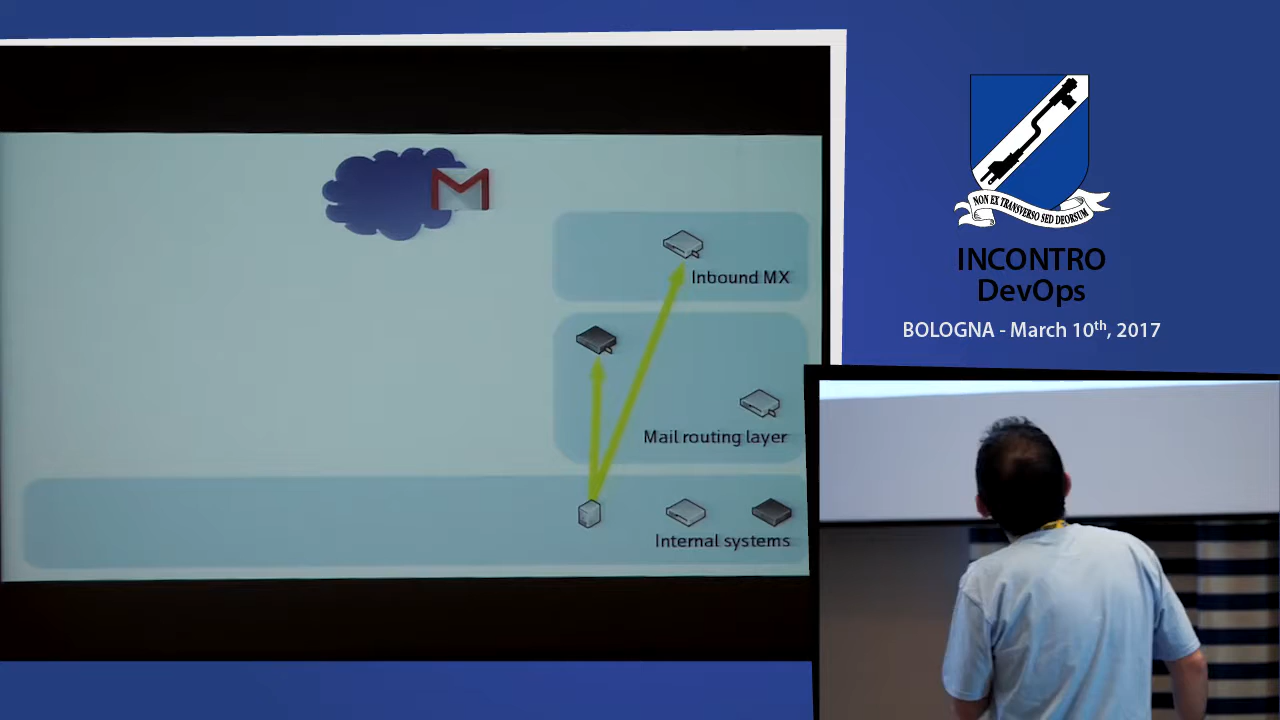 Inbound MX
Mail routing layer
Internal systems
NON EX TRANSVERSO SED DEORSUM
INCONTRO
DevOps
BOLOGNA - March 10th, 2017